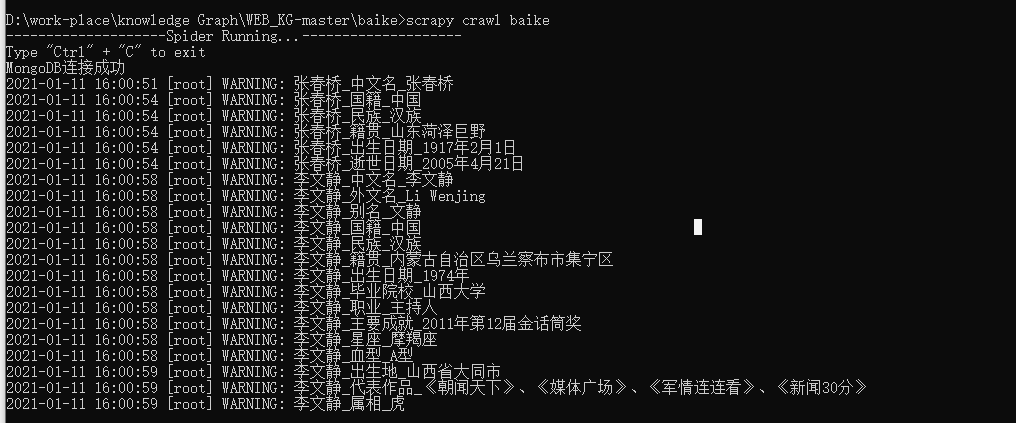 D:\work-place\knowledge Graph\WEB_KG-master\baike>scrapy crawl baike
--------------------Spider Running...--------------------
Type "Ctrl" + "C" to exit
MongoDB连接成功
2021-01-11 16:00:51 [root] WARNING: 张春桥_中文名_张春桥
2021-01-11 16:00:54 [root] WARNING: 张春桥_国籍_中国
2021-01-11 16:00:54 [root] WARNING: 张春桥_民族_汉族
2021-01-11 16:00:54 [root] WARNING: 张春桥_籍贯_山东菏泽巨野
2021-01-11 16:00:54 [root] WARNING: 张春桥_出生日期_1917年2月1日
2021-01-11 16:00:54 [root] WARNING: 张春桥_逝世日期_2005年4月21日
2021-01-11 16:00:58 [root] WARNING: 李文静_中文名_李文静
2021-01-11 16:00:58 [root] WARNING: 李文静_外文名_Li Wenjing
2021-01-11 16:00:58 [root] WARNING: 李文静_别名_文静
2021-01-11 16:00:58 [root] WARNING: 李文静_国籍_中国
2021-01-11 16:00:58 [root] WARNING: 李文静_民族_汉族
2021-01-11 16:00:58 [root] WARNING: 李文静_籍贯_内蒙古自治区乌兰察布市集宁区
2021-01-11 16:00:58 [root] WARNING: 李文静_出生日期_1974年
2021-01-11 16:00:58 [root] WARNING: 李文静_毕业院校_山西大学
2021-01-11 16:00:58 [root] WARNING: 李文静_职业_主持人
2021-01-11 16:00:58 [root] WARNING: 李文静_主要成就_2011年第12届金话筒奖
2021-01-11 16:00:58 [root] WARNING: 李文静_星座_摩羯座
2021-01-11 16:00:58 [root] WARNING: 李文静_血型_A型
2021-01-11 16:00:59 [root] WARNING: 李文静_出生地_山西省大同市
2021-01-11 16:00:59 [root] WARNING: 李文静_代表作品_《朝闻天下》、《媒体广场》、《军情连连看》、《新闻30分》
2021-01-11 16:00:59 [root] WARNING: 李文静_属相_虎